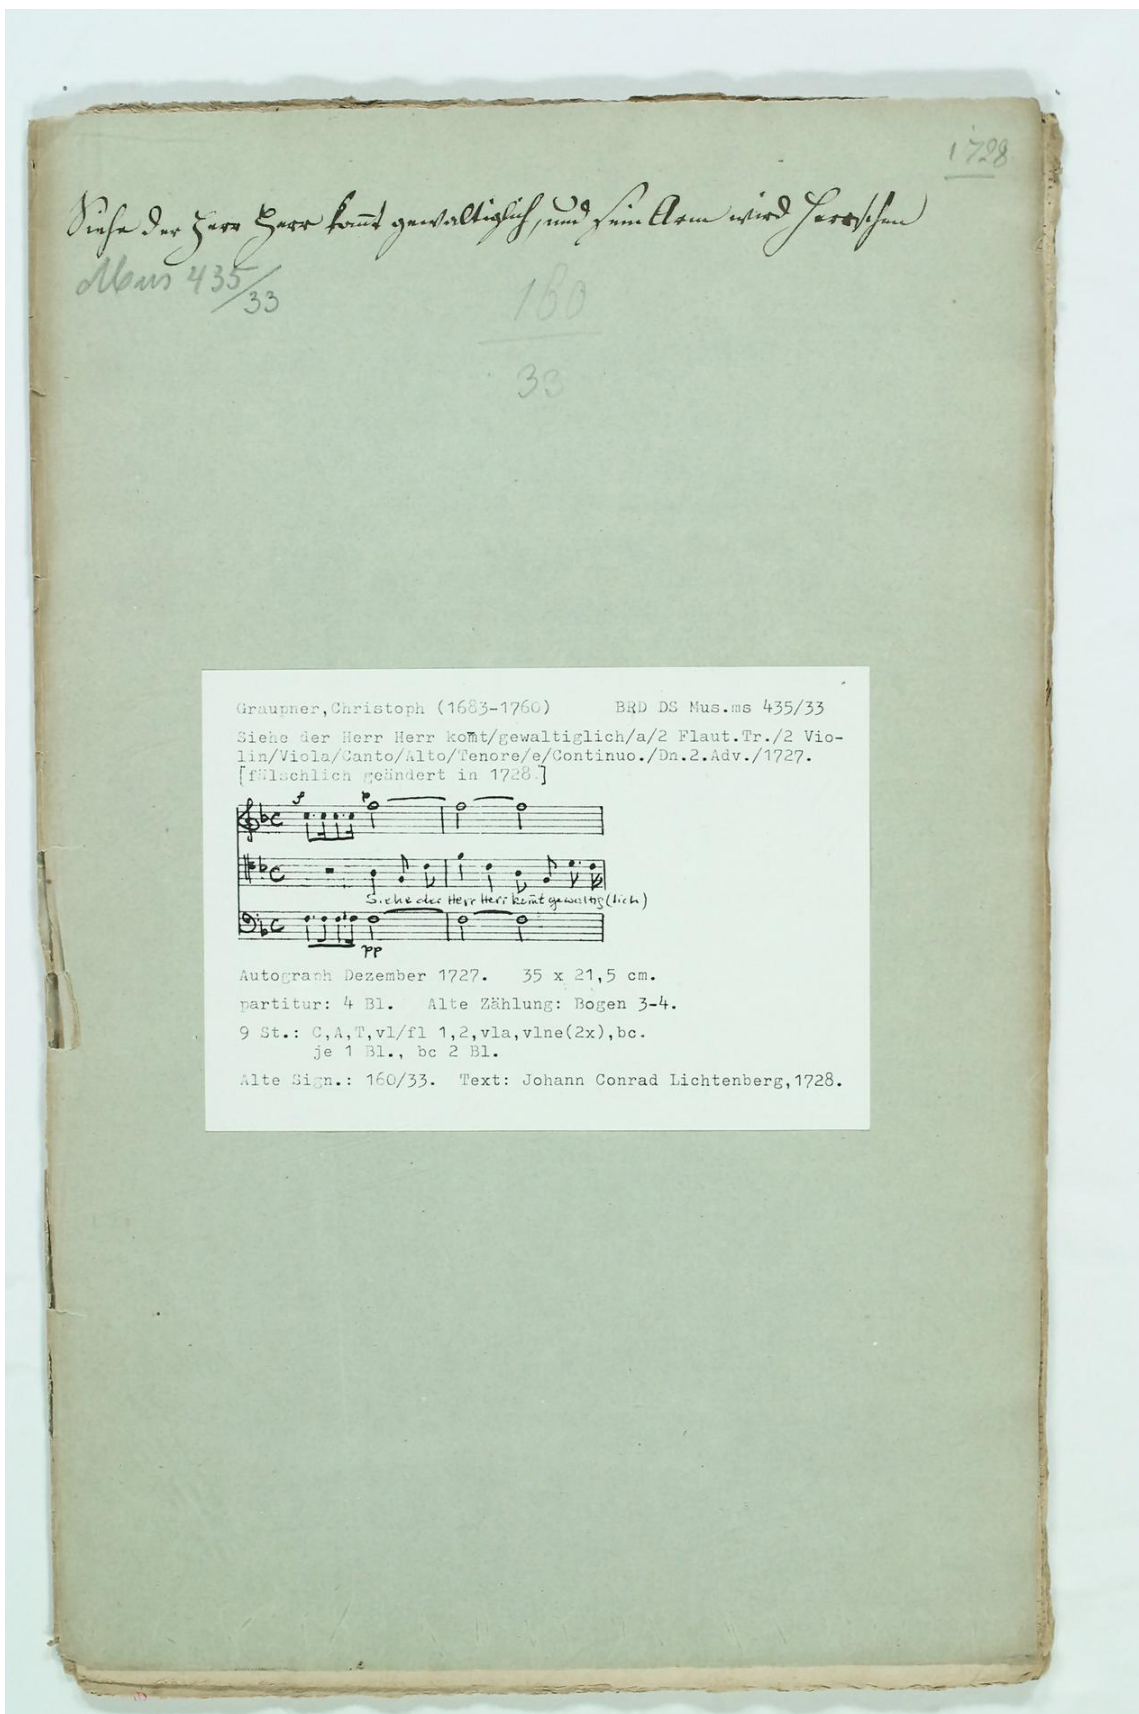 1728
Siehe der Herr Herr kom̅t gewaltiglich, und sein Arm wird herrschen
Mus 435/33
160
33
Graupner,Christoph (1683-1760) BRD DS Mus.ms 435/33
Siehe der Herr Herr kom̅t/gewaltiglich/a/2 Flaut.Tr./2 Vio-
lin/Viola/Canto/Alto/Tenore/e/Continuo./Dn.2.Adv./1727.
[fälschlich geändert in 1728.]
f p
Siehe der Herr Herr kom̅t gewaltig(lich)
pp
Autograph Dezember 1727. 35 x 21,5 cm.
partitur: 4 Bl. Alte Zählung: Bogen 3-4.
9 St.: C,A,T,vl/fl 1,2,vla,vlne(2x),bc.
je 1 Bl., bc 2 Bl.
Alte Sign.: 160/33. Text: Johann Conrad Lichtenberg,1728.